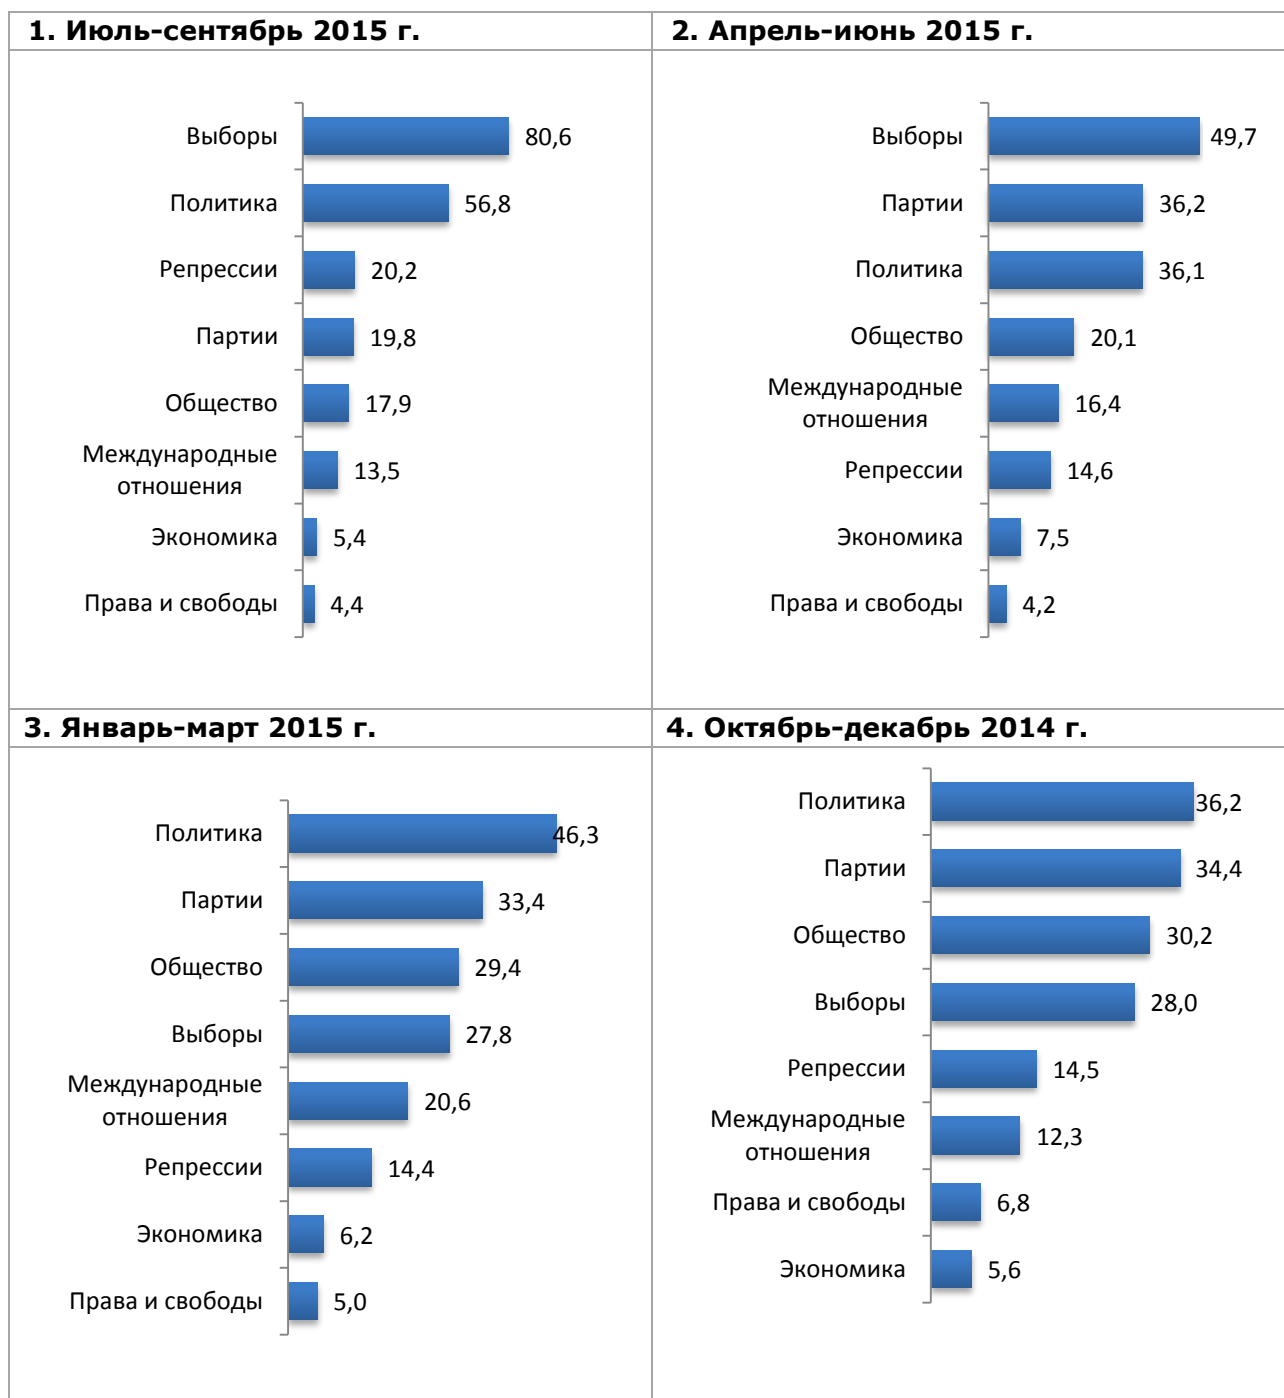 1. Июль-сентябрь 2015 г.
Выборы 80,6
Политика 56,8
Репрессии 20,2
Партии 19,8
Общество 17,9
Международные
отношения 13,5
Экономика 5,4
Права и свободы 4,4
2. Апрель-июнь 2015 г.
Выборы 49,7
Партии 36,2
Политика 36,1
Общество 20,1
Международные
отношения 16,4
Репрессии 14,6
Экономика 7,5
Права и свободы 4,2
3. Январь-март 2015 г.
Политика 46,3
Партии 33,4
Общество 29,4
Выборы 27,8
Международные
отношения 20,6
Репрессии 14,4
Экономика 6,2
Права и свободы 5,0
4. Октябрь-декабрь 2014 г.
Политика 36,2
Партии 34,4
Общество 30,2
Выборы 28,0
Репрессии 14,5
Международные
отношения 12,3
Права и свободы 6,8
Экономика 5,6